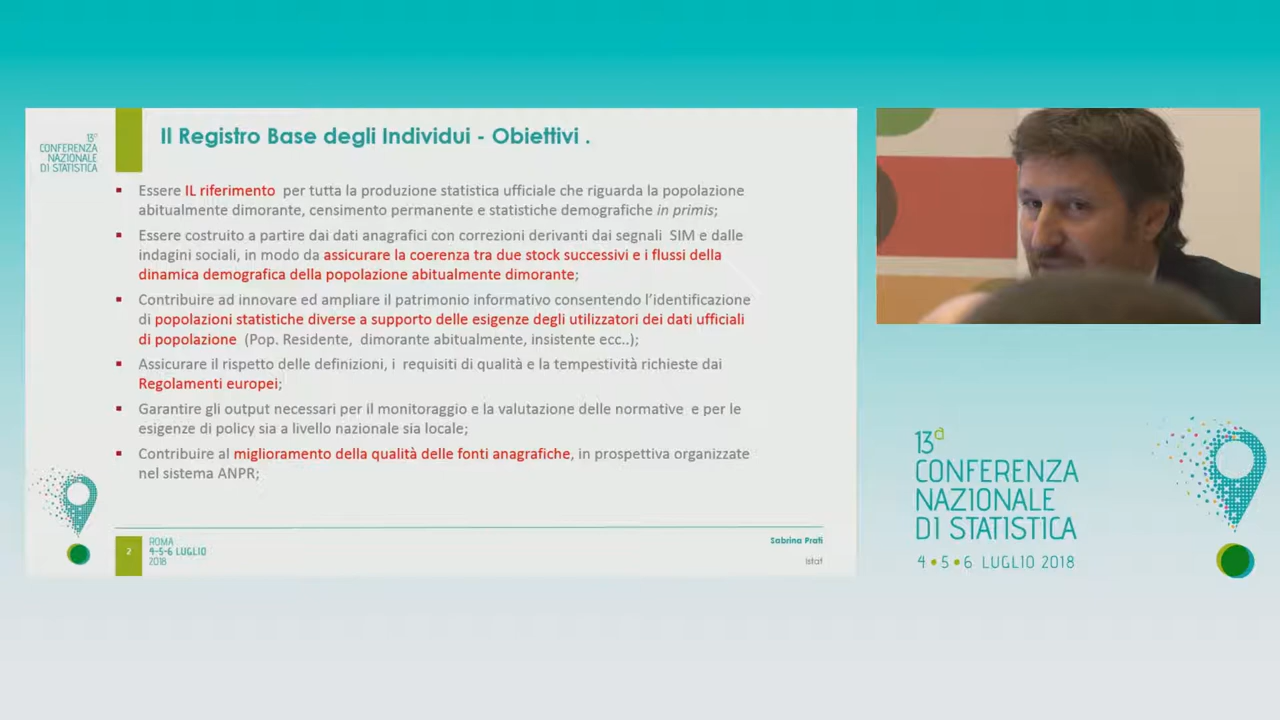 13ª
CONFERENZA
NAZIONALE
DI STATISTICA
Il Registro Base degli Individui - Obiettivi .
Essere IL riferimento per tutta la produzione statistica ufficiale che riguarda la popolazione
abitualmente dimorante, censimento permanente e statistiche demografiche in primis;
Essere costruito a partire dai dati anagrafici con correzioni derivanti dai segnali SIM e dalle
indagini sociali, in modo da assicurare la coerenza tra due stock successivi e i flussi della
dinamica demografica della popolazione abitualmente dimorante;
Contribuire ad innovare ed ampliare il patrimonio informativo consentendo l'identificazione
di popolazioni statistiche diverse a supporto delle esigenze degli utilizzatori dei dati ufficiali
di popolazione (Pop. Residente, dimorante abitualmente, insistente ecc..);
Assicurare il rispetto delle definizioni, i requisiti di qualità e la tempestività richieste dai
Regolamenti europei;
Garantire gli output necessari per il monitoraggio e la valutazione delle normative e per le
esigenze di policy sia a livello nazionale sia locale;
Contribuire al miglioramento della qualità delle fonti anagrafiche, in prospettiva organizzate
nel sistema ANPR;
2
ROMA
4-5-6 LUGLIO
2018
Sabrina Prati
Istat
13ª
CONFERENZA
NAZIONALE
DI STATISTICA
4 • 5 • 6 LUGLIO 2018